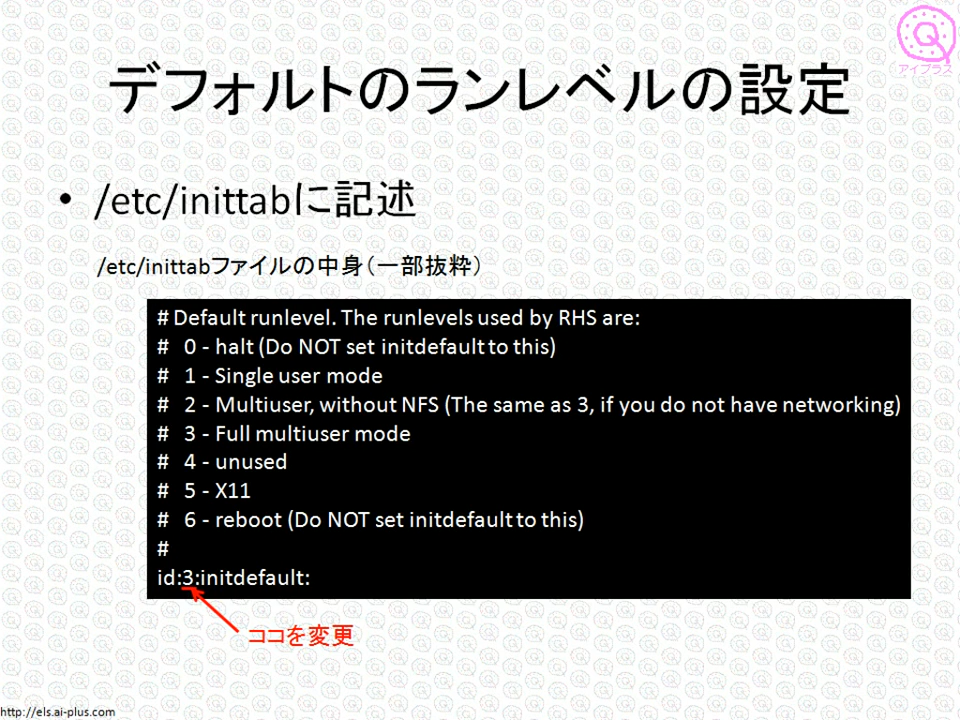 アイプラス
デフォルトのランレベルの設定
• /etc/inittabに記述
/etc/inittabファイルの中身（一部抜粋）
# Default runlevel. The runlevels used by RHS are:
#   0 - halt (Do NOT set initdefault to this)
#   1 - Single user mode
#   2 - Multiuser, without NFS (The same as 3, if you do not have networking)
#   3 - Full multiuser mode
#   4 - unused
#   5 - X11
#   6 - reboot (Do NOT set initdefault to this)
#
id:3:initdefault:
ココを変更
http://els.ai-plus.com